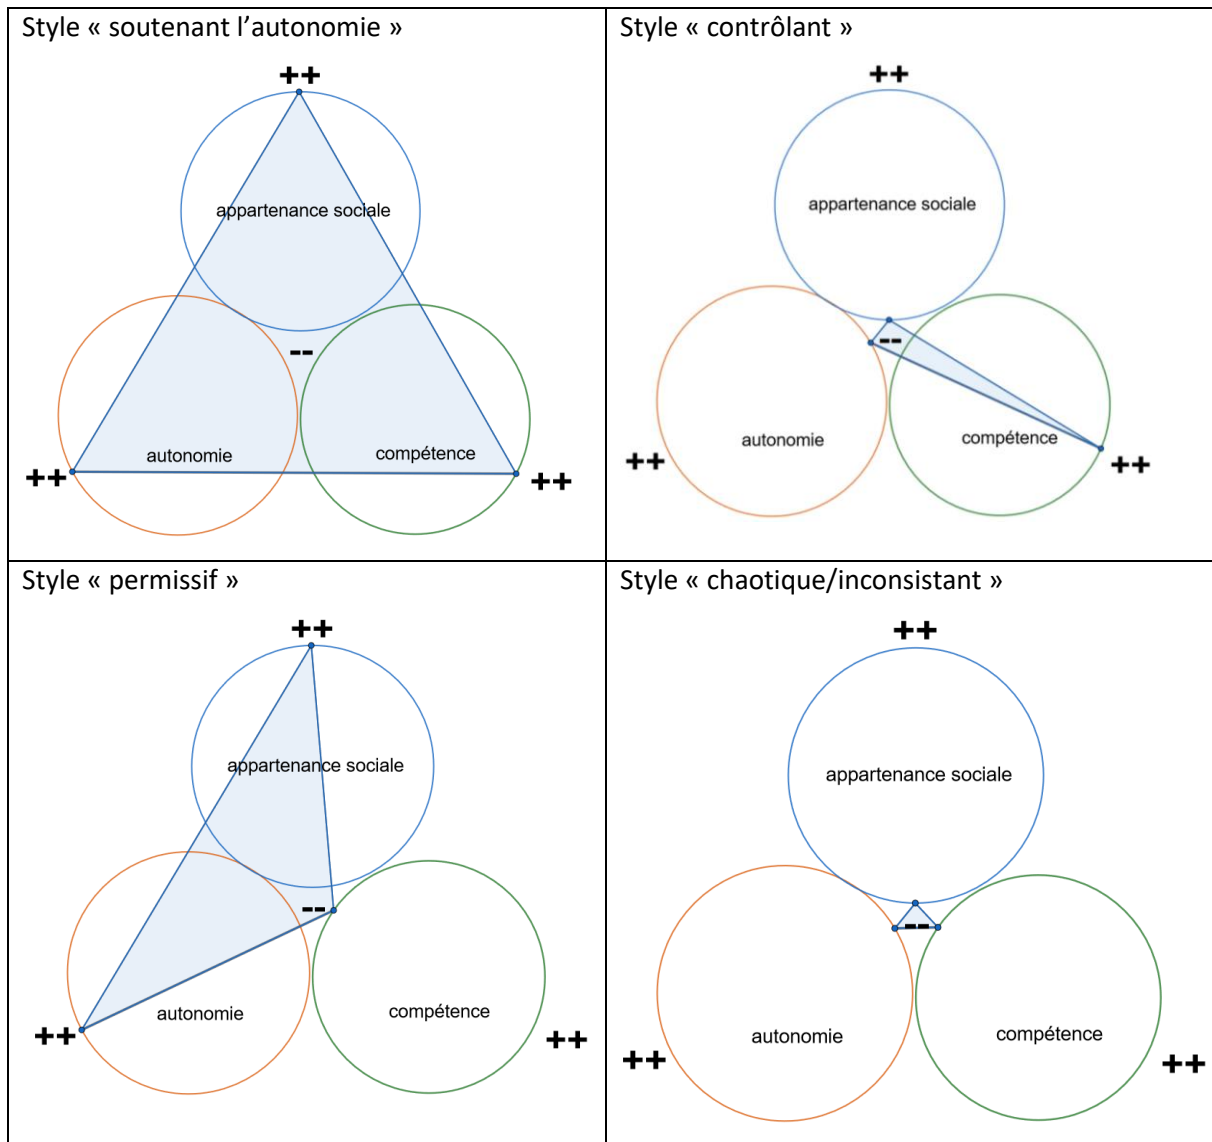 Style « soutenant l’autonomie »
++
appartenance sociale
--
autonomie
compétence
++
++
Style « contrôlant »
++
appartenance sociale
--
autonomie
compétence
++
++
Style « permissif »
++
appartenance sociale
--
autonomie
compétence
++
++
Style « chaotique/inconsistant »
++
appartenance sociale
--
autonomie
compétence
++
++